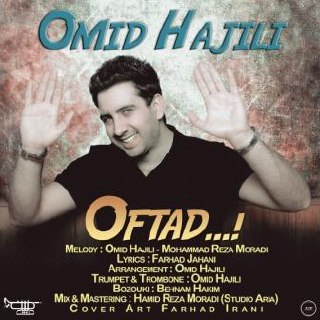 OMID HAJILI
OFTAD...!
MELODY : OMID HAJILI - MOHAMMAD REZA MORADI
LYRICS : FARHAD JAHANI
ARRANGEMENT : OMID HAJILI
TRUMPET & TROMBONE : OMID HAJILI
BOZOUKI : BEHNAM HAKIM
MIX & MASTERING : HAMID REZA MORADI (STUDIO ARIA)
COVER ART FARHAD IRANI